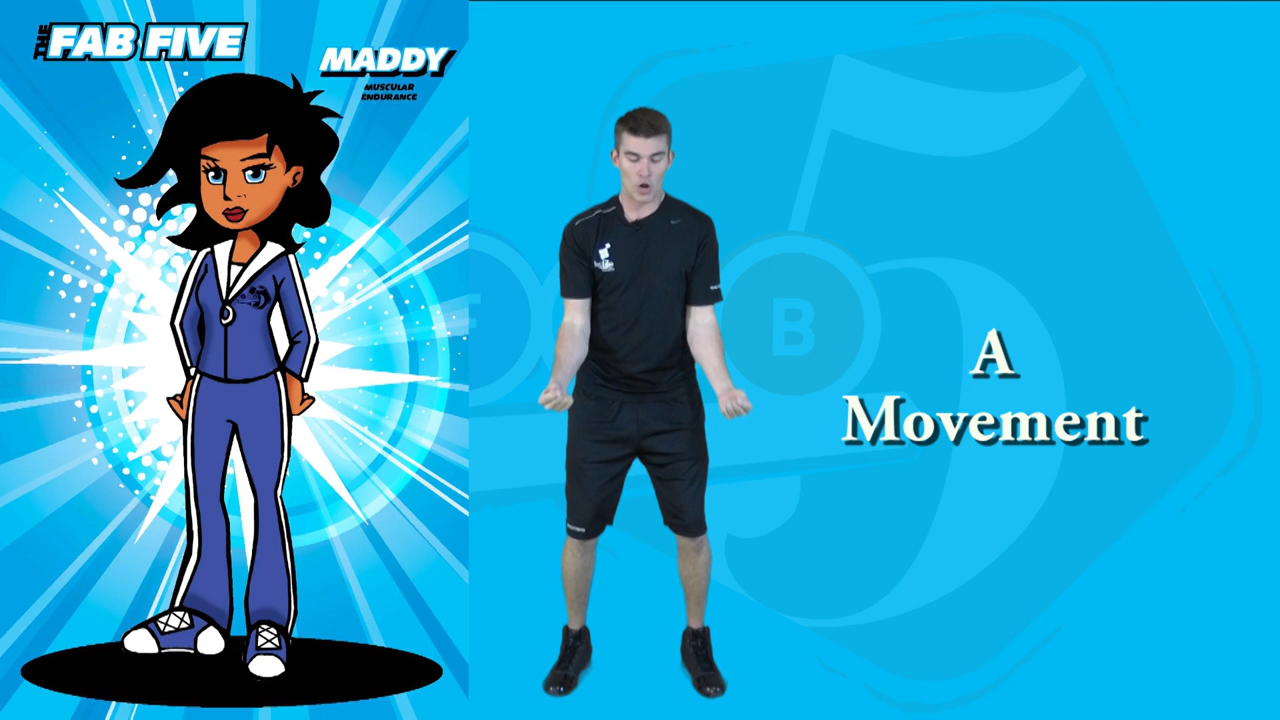 THE FAB FIVE
MADDY
MUSCULAR
ENDURANCE
B
A
Movement